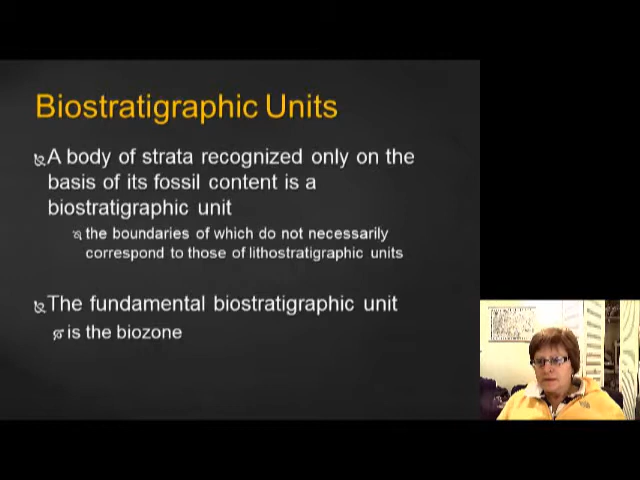 Biostratigraphic Units
A body of strata recognized only on the
basis of its fossil content is a
biostratigraphic unit
the boundaries of which do not necessarily
correspond to those of lithostratigraphic units
The fundamental biostratigraphic unit
is the biozone